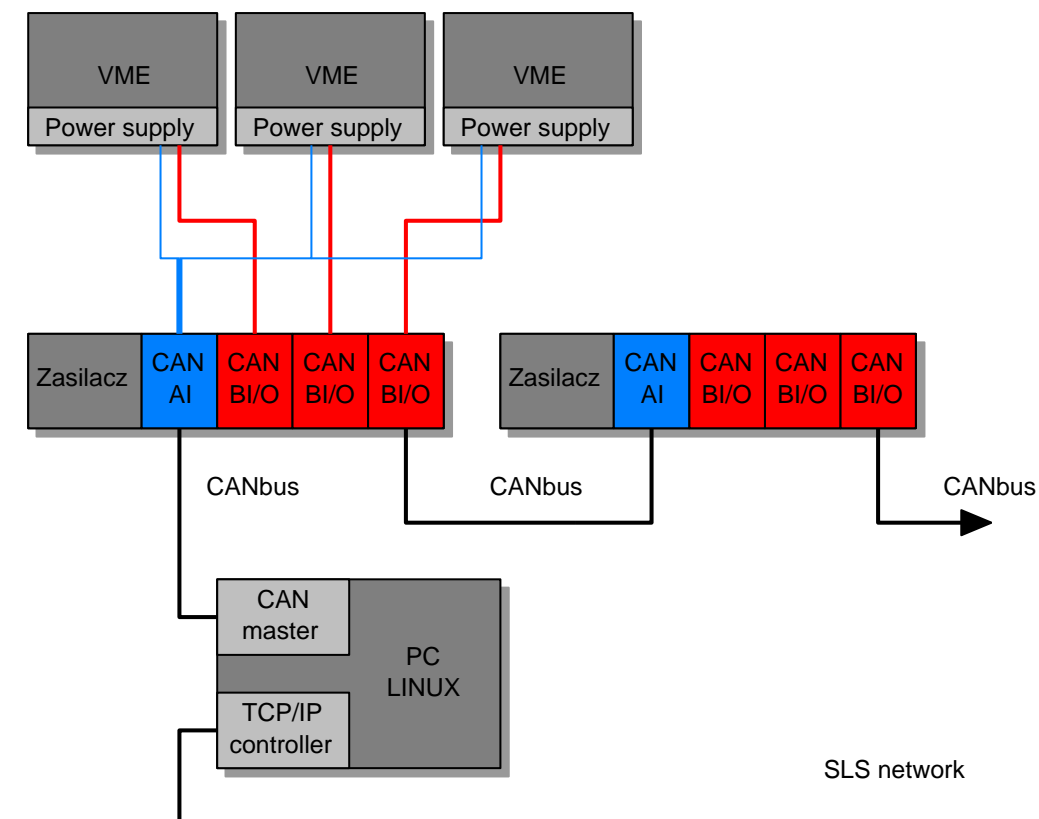 VME
VME
VME
Power supply
Power supply
Power supply
Zasilacz
CAN
AI
CAN
BI/O
CAN
BI/O
CAN
BI/O
Zasilacz
CAN
AI
CAN
BI/O
CAN
BI/O
CAN
BI/O
CANbus
CANbus
CANbus
CAN
master
PC
LINUX
TCP/IP
controller
SLS network